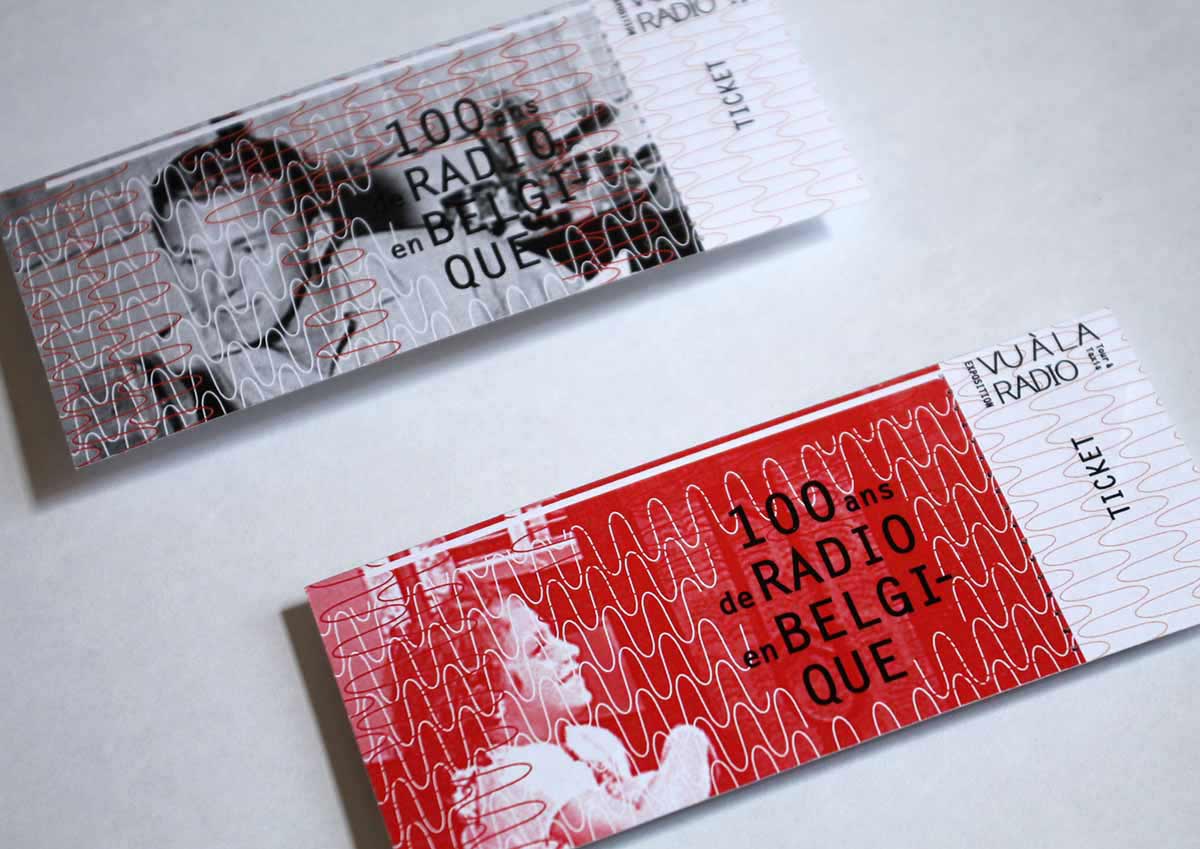 100 ans
de RADIO
en BELGI-
QUE
VU À LA
RADIO
TICKET
100 ans
de RADIO
en BELGI-
QUE
EXPOSITION
VU À LA
RADIO
Tour &
Taxis
TICKET